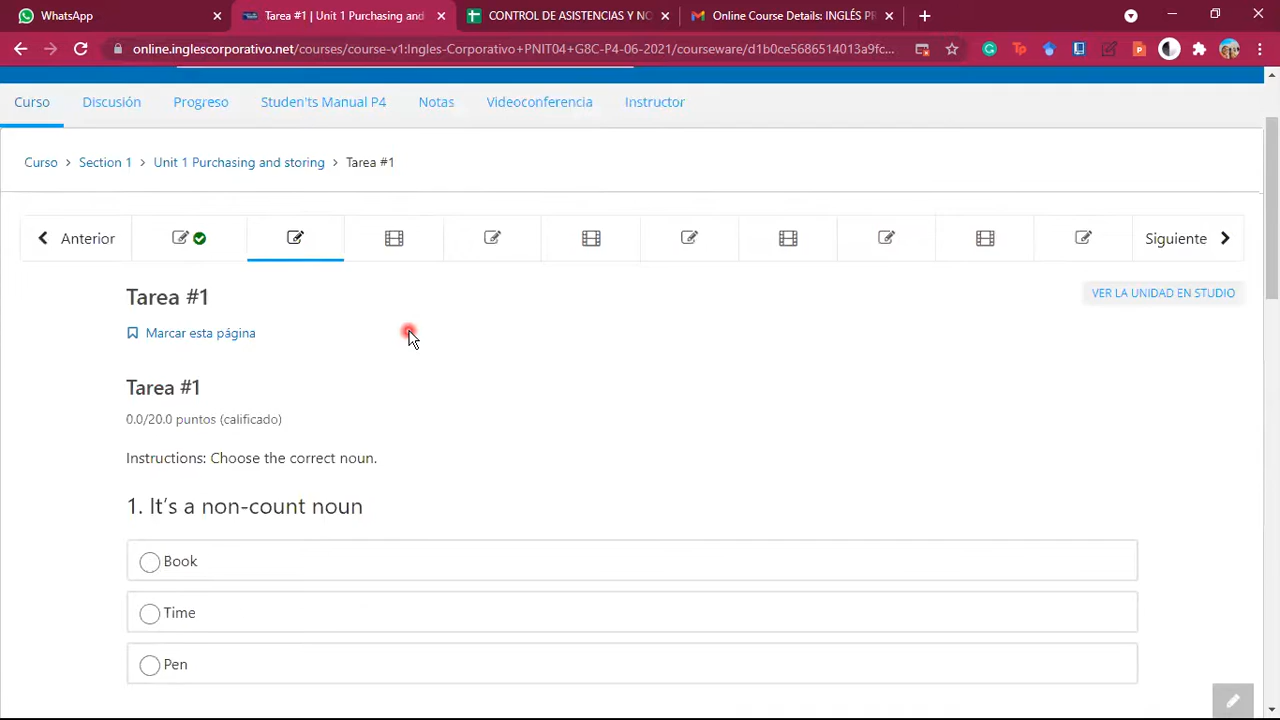 WhatsApp
Tarea #1 | Unit 1 Purchasing and
CONTROL DE ASISTENCIAS Y NO
Online Course Details: INGLÉS PR
online.inglescorporativo.net/courses/course-v1:Ingles-Corporativo+PNIT04+G8C-P4-06-2021/courseware/d1b0ce5686514013a9fc...
Curso Discusión Progreso Studen'ts Manual P4 Notas Videoconferencia Instructor
Curso > Section 1 > Unit 1 Purchasing and storing > Tarea #1
Anterior Siguiente
Tarea #1
VER LA UNIDAD EN STUDIO
Marcar esta página
Tarea #1
0.0/20.0 puntos (calificado)
Instructions: Choose the correct noun.
1. It's a non-count noun
Book
Time
Pen